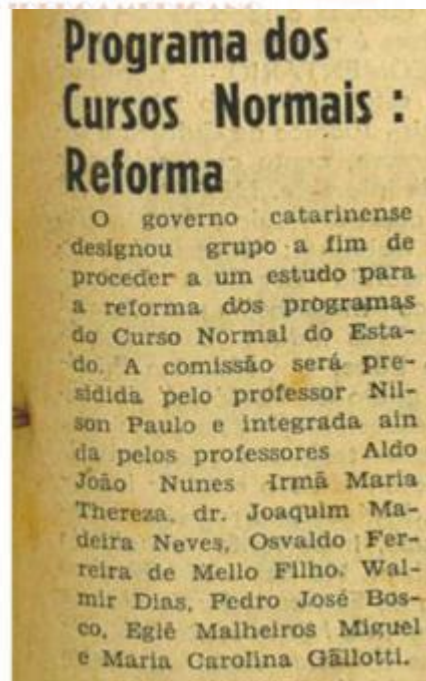 Programa dos
Cursos Normais :
Reforma
O governo catarinense
designou grupo a fim de
proceder a um estudo para
a reforma dos programas
do Curso Normal do Esta-
do. A comissão será pre-
sidida pelo professor Nil-
son Paulo e integrada ain
da pelos professores Aldo
João Nunes Irmã Maria
Thereza, dr. Joaquim Ma-
deira Neves, Osvaldo Fer-
reira de Mello Filho. Wal-
mir Dias, Pedro José Bos-
co, Eglê Malheiros Miguel
e Maria Carolina Gallotti.